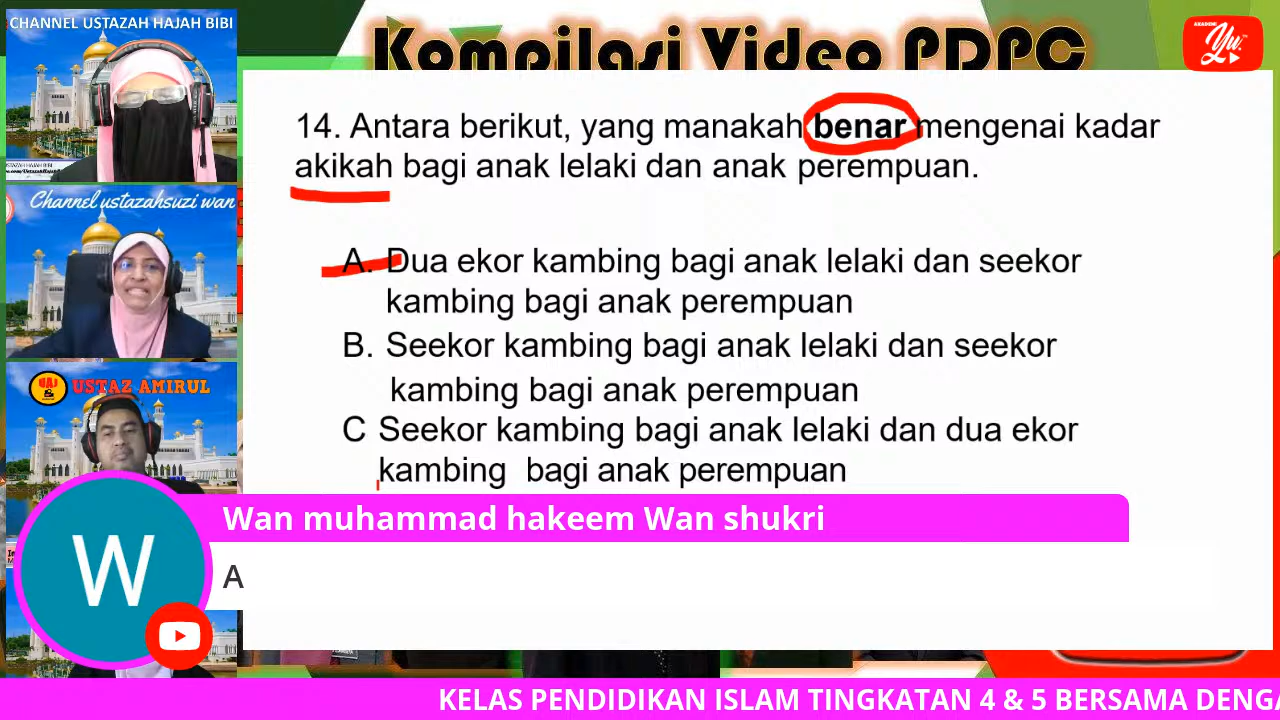 CHANNEL USTAZAH HAJAH BIBI
Kompilasi Video PDPC
AKADEMI
YU.
14. Antara berikut, yang manakah benar mengenai kadar
akikah bagi anak lelaki dan anak perempuan.
Channel ustazahsuzi wan
A. Dua ekor kambing bagi anak lelaki dan seekor
kambing bagi anak perempuan
B. Seekor kambing bagi anak lelaki dan seekor
kambing bagi anak perempuan
USTAZ AMIRUL
C Seekor kambing bagi anak lelaki dan dua ekor
kambing bagi anak perempuan
Wan muhammad hakeem Wan shukri
W
A
KELAS PENDIDIKAN ISLAM TINGKATAN 4 & 5 BERSAMA DENGA